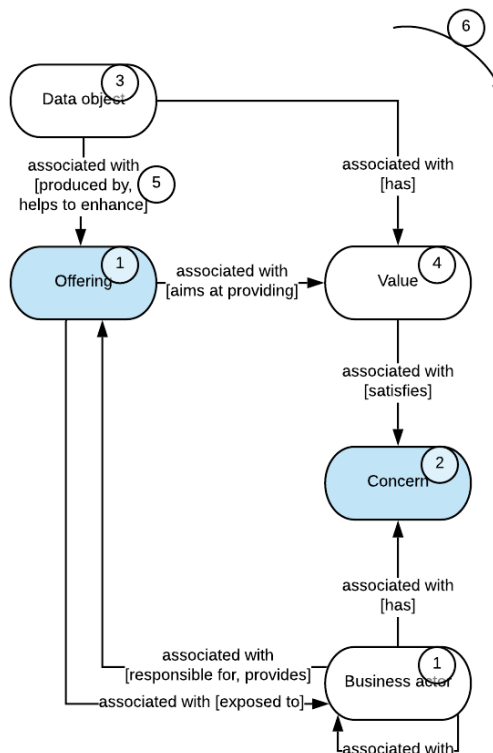 6
3
Data object
associated with
[produced by,
helps to enhance]
5
associated with
[has]
1
Offering
associated with
[aims at providing]
4
Value
associated with
[satisfies]
2
Concern
associated with
[has]
associated with
[responsible for, provides]
1
Business actor
associated with [exposed to]
associated with